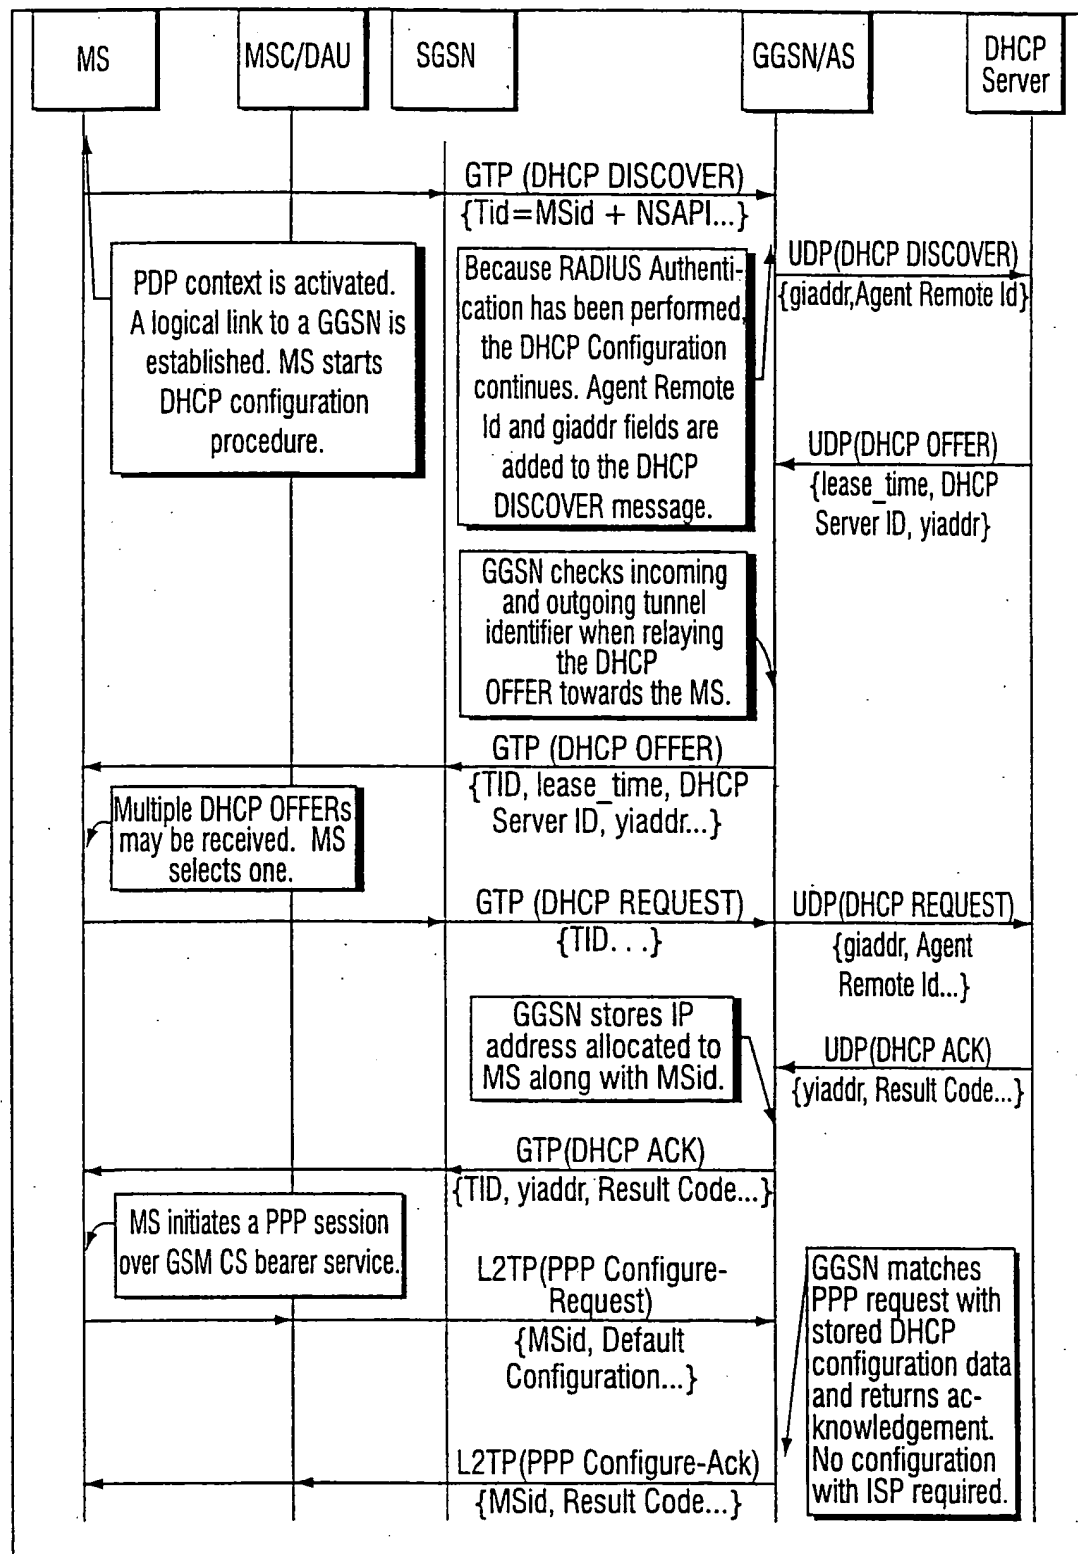 MS
MSC/DAU
SGSN
GGSN/AS
DHCP
Server
GTP (DHCP DISCOVER)
{Tid=MSid + NSAPI...}
PDP context is activated.
A logical link to a GGSN is
established. MS starts
DHCP configuration
procedure.
Because RADIUS Authenti-
cation has been performed,
the DHCP Configuration
continues. Agent Remote
Id and giaddr fields are
added to the DHCP
DISCOVER message.
UDP(DHCP DISCOVER)
{giaddr,Agent Remote Id}
UDP(DHCP OFFER)
{lease_time, DHCP
Server ID, yiaddr}
GGSN checks incoming
and outgoing tunnel
identifier when relaying
the DHCP
OFFER towards the MS.
GTP (DHCP OFFER)
{TID, lease_time, DHCP
Server ID, yiaddr...}
Multiple DHCP OFFERs
may be received. MS
selects one.
GTP (DHCP REQUEST)
{TID...}
UDP(DHCP REQUEST)
{giaddr, Agent
Remote Id...}
GGSN stores IP
address allocated to
MS along with MSid.
UDP(DHCP ACK)
{yiaddr, Result Code...}
GTP(DHCP ACK)
{TID, yiaddr, Result Code...}
MS initiates a PPP session
over GSM CS bearer service.
L2TP(PPP Configure-
Request)
{MSid, Default
Configuration...}
GGSN matches
PPP request with
stored DHCP
configuration data
and returns ac-
knowledgement.
No configuration
with ISP required.
L2TP(PPP Configure-Ack)
{MSid, Result Code...}